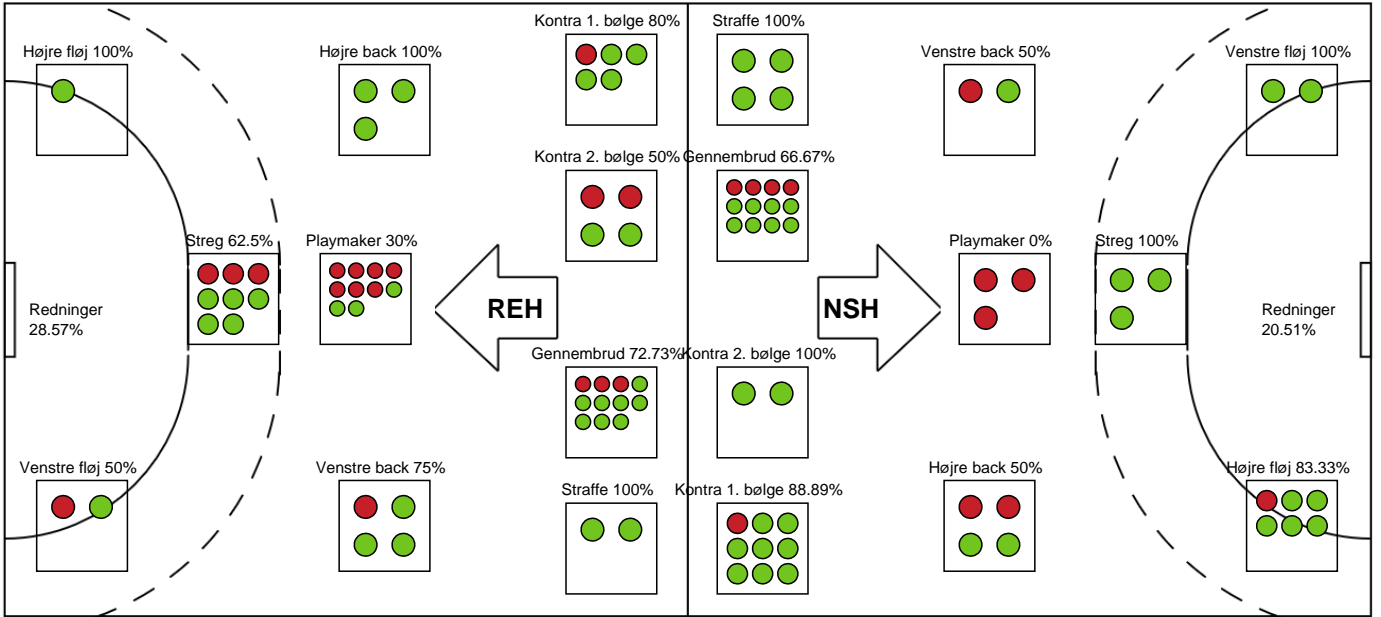 Kontra 1. bølge 80%
Straffe 100%
Højre fløj 100%
Højre back 100%
Venstre back 50%
Venstre fløj 100%
Kontra 2. bølge 50%
Gennembrud 66.67%
Streg 62.5%
Playmaker 30%
Playmaker 0%
Streg 100%
Redninger
28.57%
REH
NSH
Redninger
20.51%
Gennembrud 72.73%
Kontra 2. bølge 100%
Venstre fløj 50%
Venstre back 75%
Højre back 50%
Højre fløj 83.33%
Straffe 100%
Kontra 1. bølge 88.89%